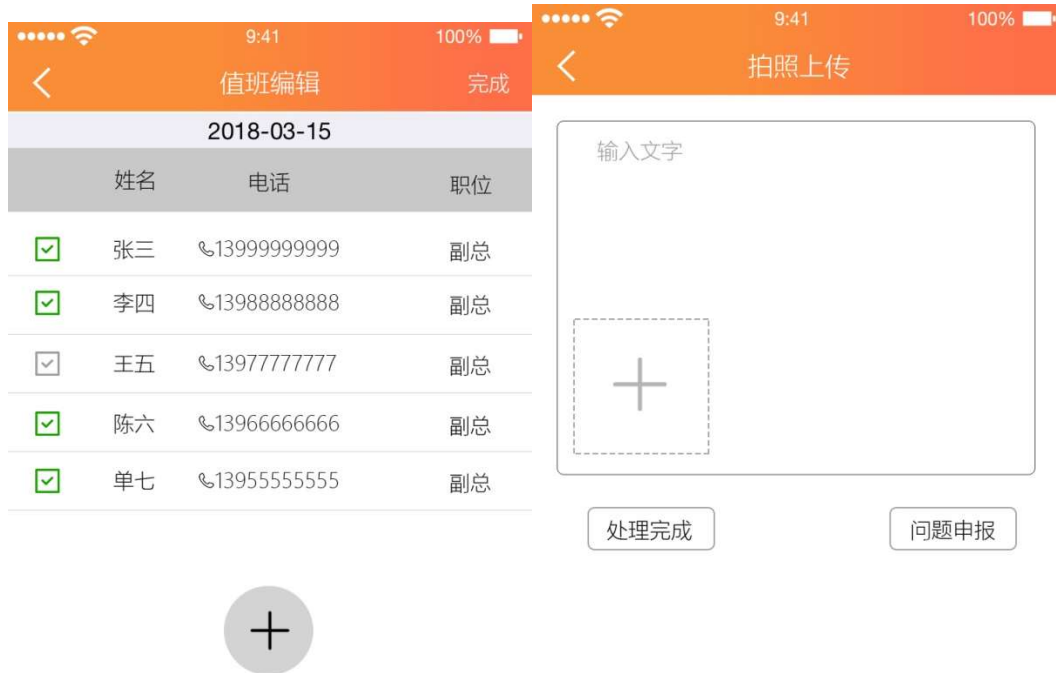 9:41 100%
值班编辑 完成
2018-03-15
姓名 电话 职位
张三 13999999999 副总
李四 13988888888 副总
王五 13977777777 副总
陈六 13966666666 副总
单七 13955555555 副总
9:41 100%
拍照上传
输入文字
处理完成 问题申报